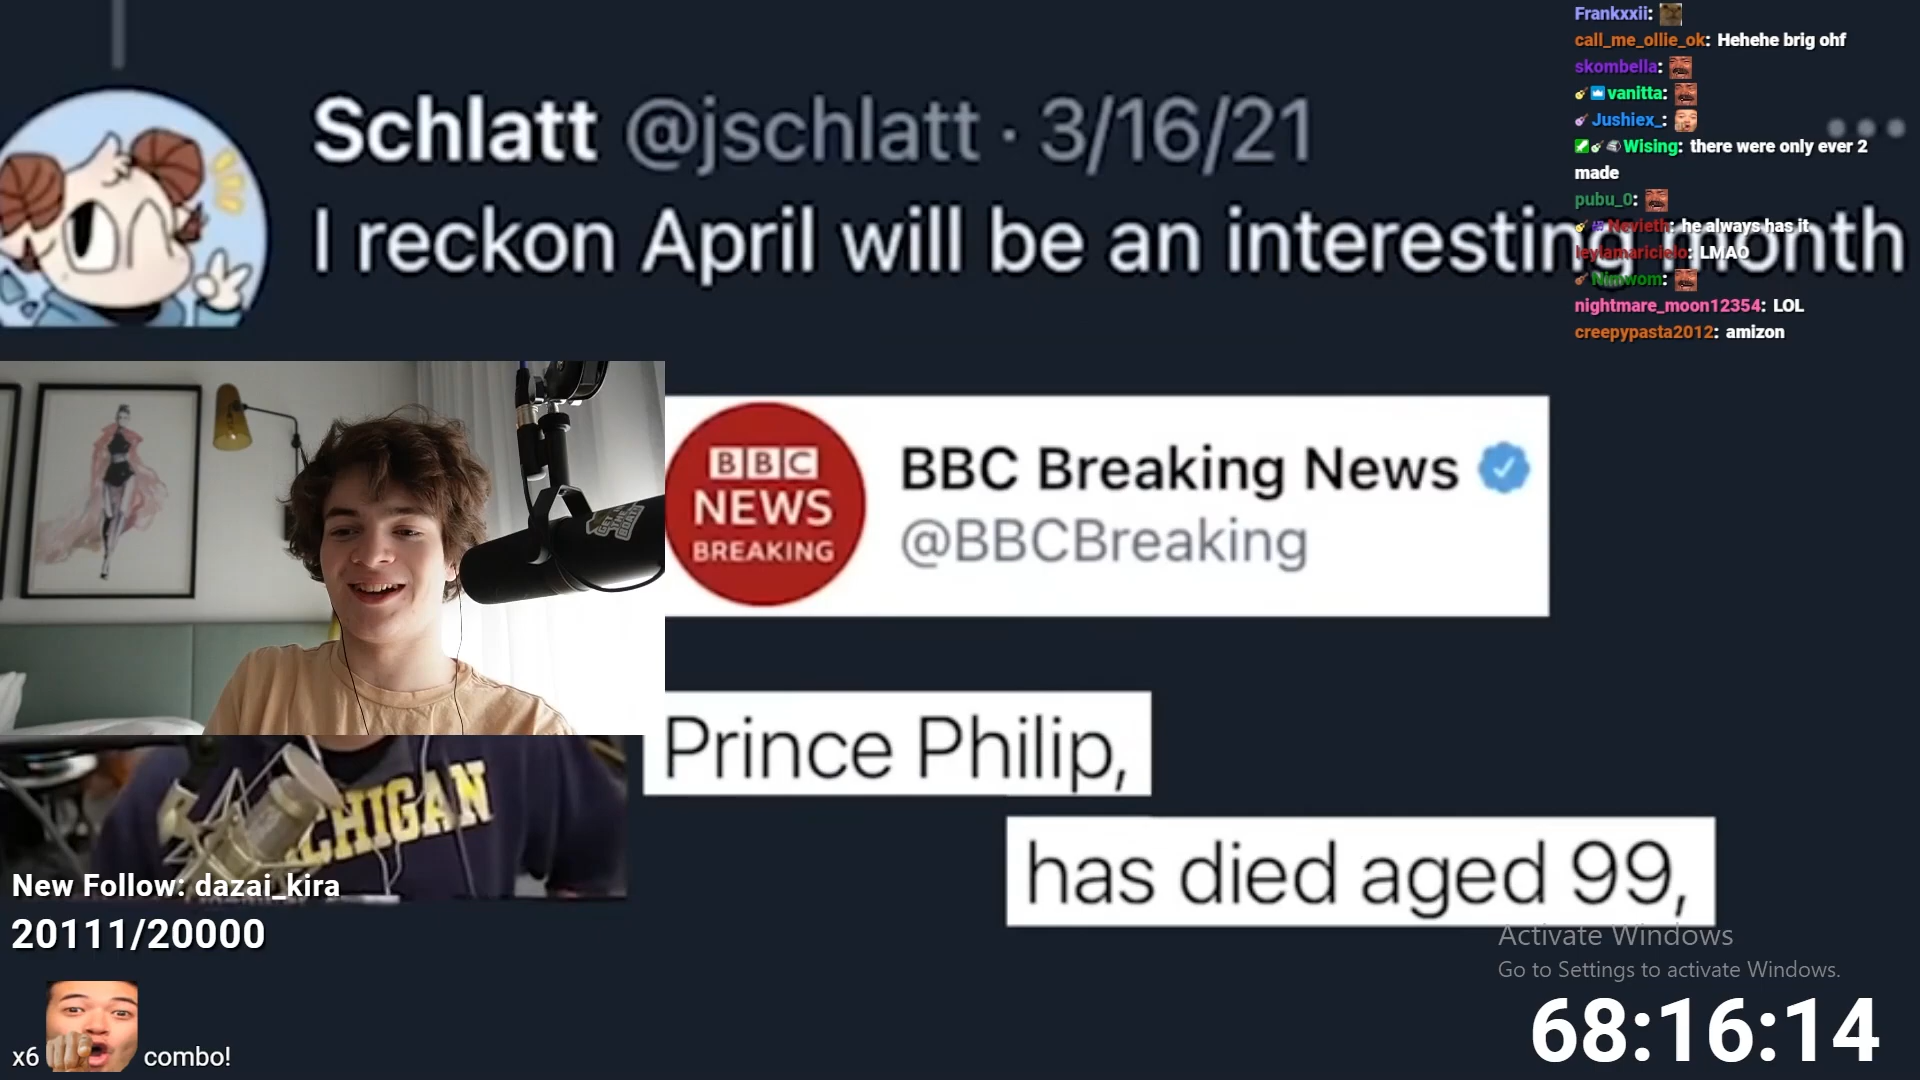 Schlatt @jschlatt · 3/16/21
I reckon April will be an interesting month
Frankxxii:
call_me_ollie_ok: Hehehe brig ohf
skombella:
vanitta:
Jushiex_:
Wising: there were only ever 2
made
pubu_0:
Nevieth: he always has it
LMAO
Nimwom:
nightmare_moon12354: LOL
creepypasta2012: amizon
BBC
NEWS
BREAKING
BBC Breaking News
@BBCBreaking
Prince Philip,
has died aged 99,
CHIGAN
New Follow: dazai_kira
20111/20000
x6 combo!
Activate Windows
Go to Settings to activate Windows.
68:16:14